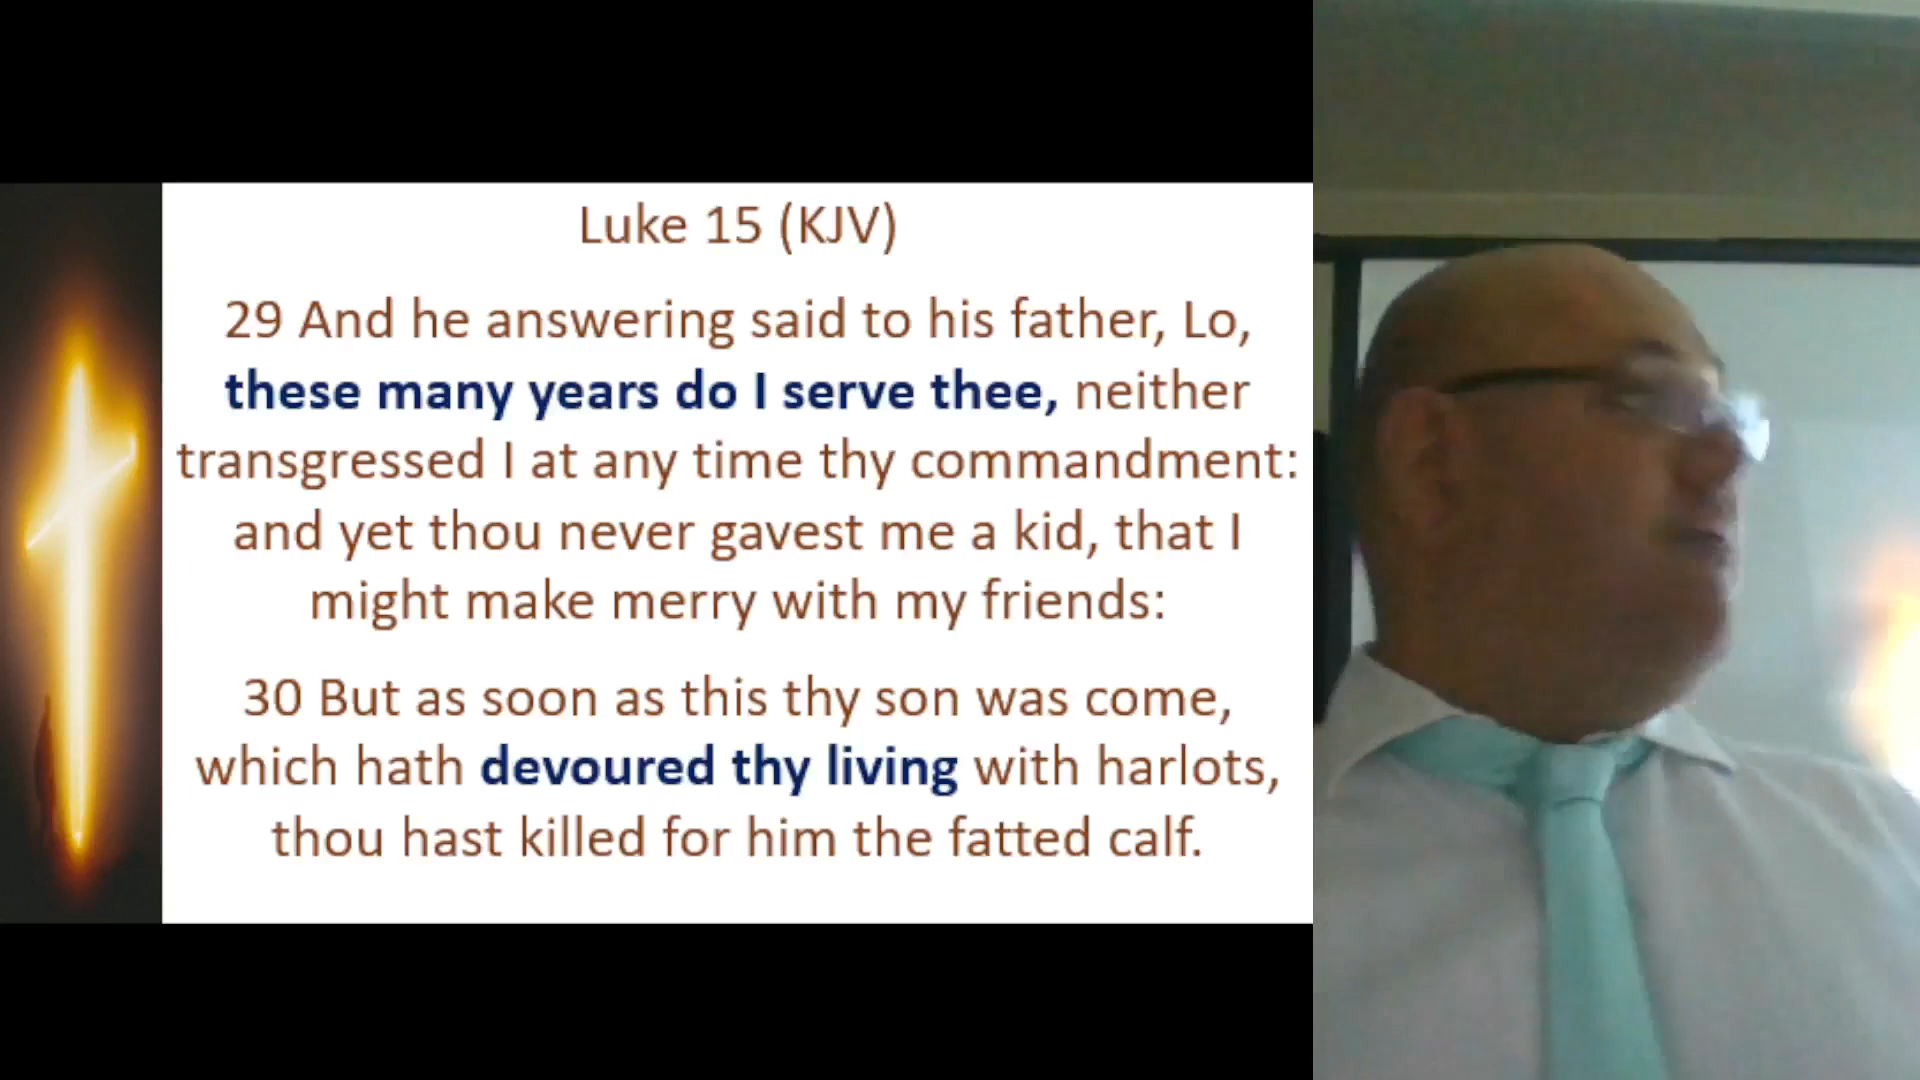 Luke 15 (KJV)
29 And he answering said to his father, Lo,
these many years do I serve thee, neither
transgressed I at any time thy commandment:
and yet thou never gavest me a kid, that I
might make merry with my friends:
30 But as soon as this thy son was come,
which hath devoured thy living with harlots,
thou hast killed for him the fatted calf.